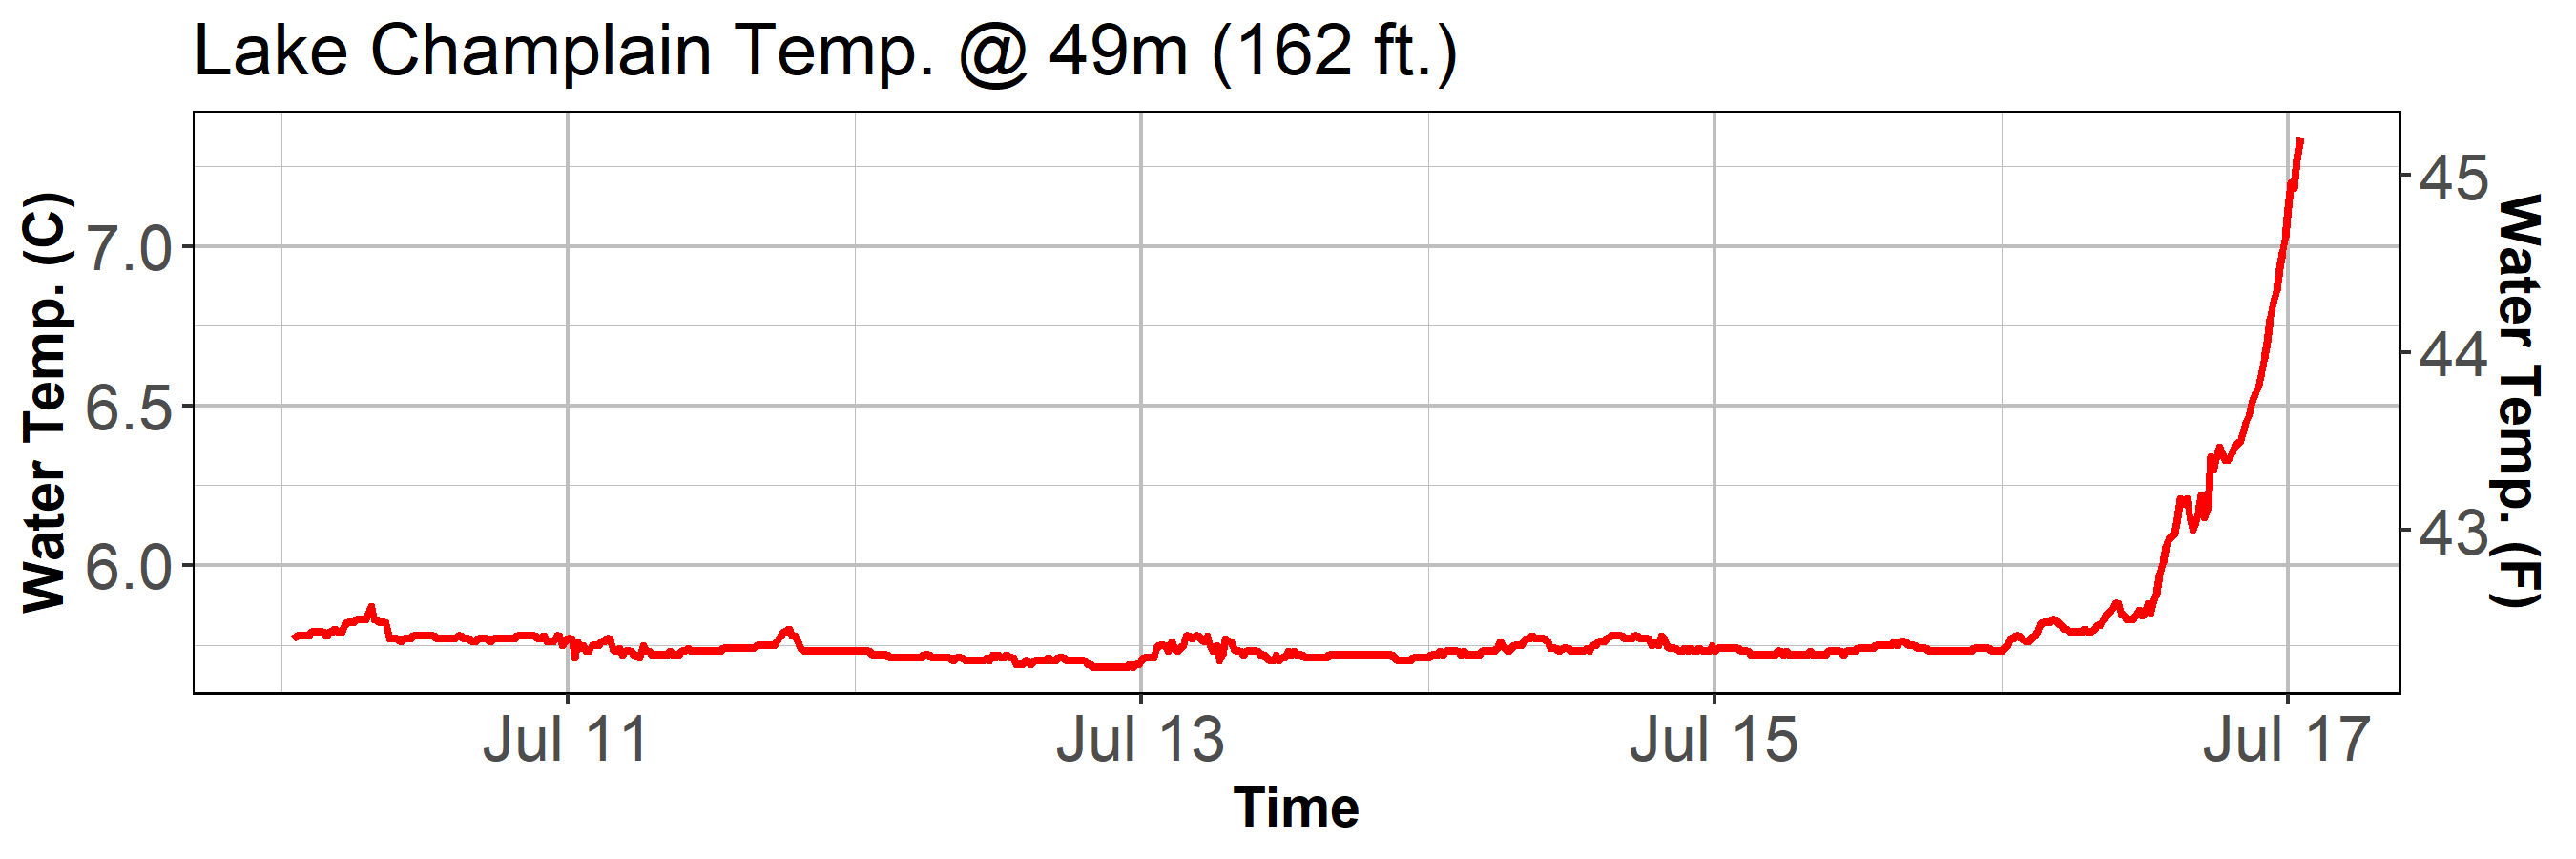 Lake Champlain Temp. @ 49m (162 ft.)
Water Temp. (C)
7.0
6.5
6.0
45
44
43
Water Temp. (F)
Jul 11
Jul 13
Jul 15
Jul 17
Time